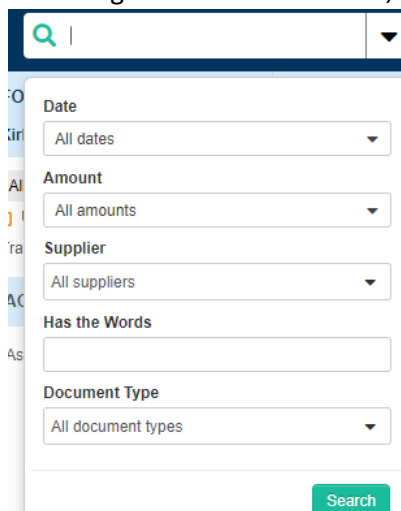 Date
All dates
Amount
All amounts
Supplier
All suppliers
Has the Words
Document Type
All document types
Search